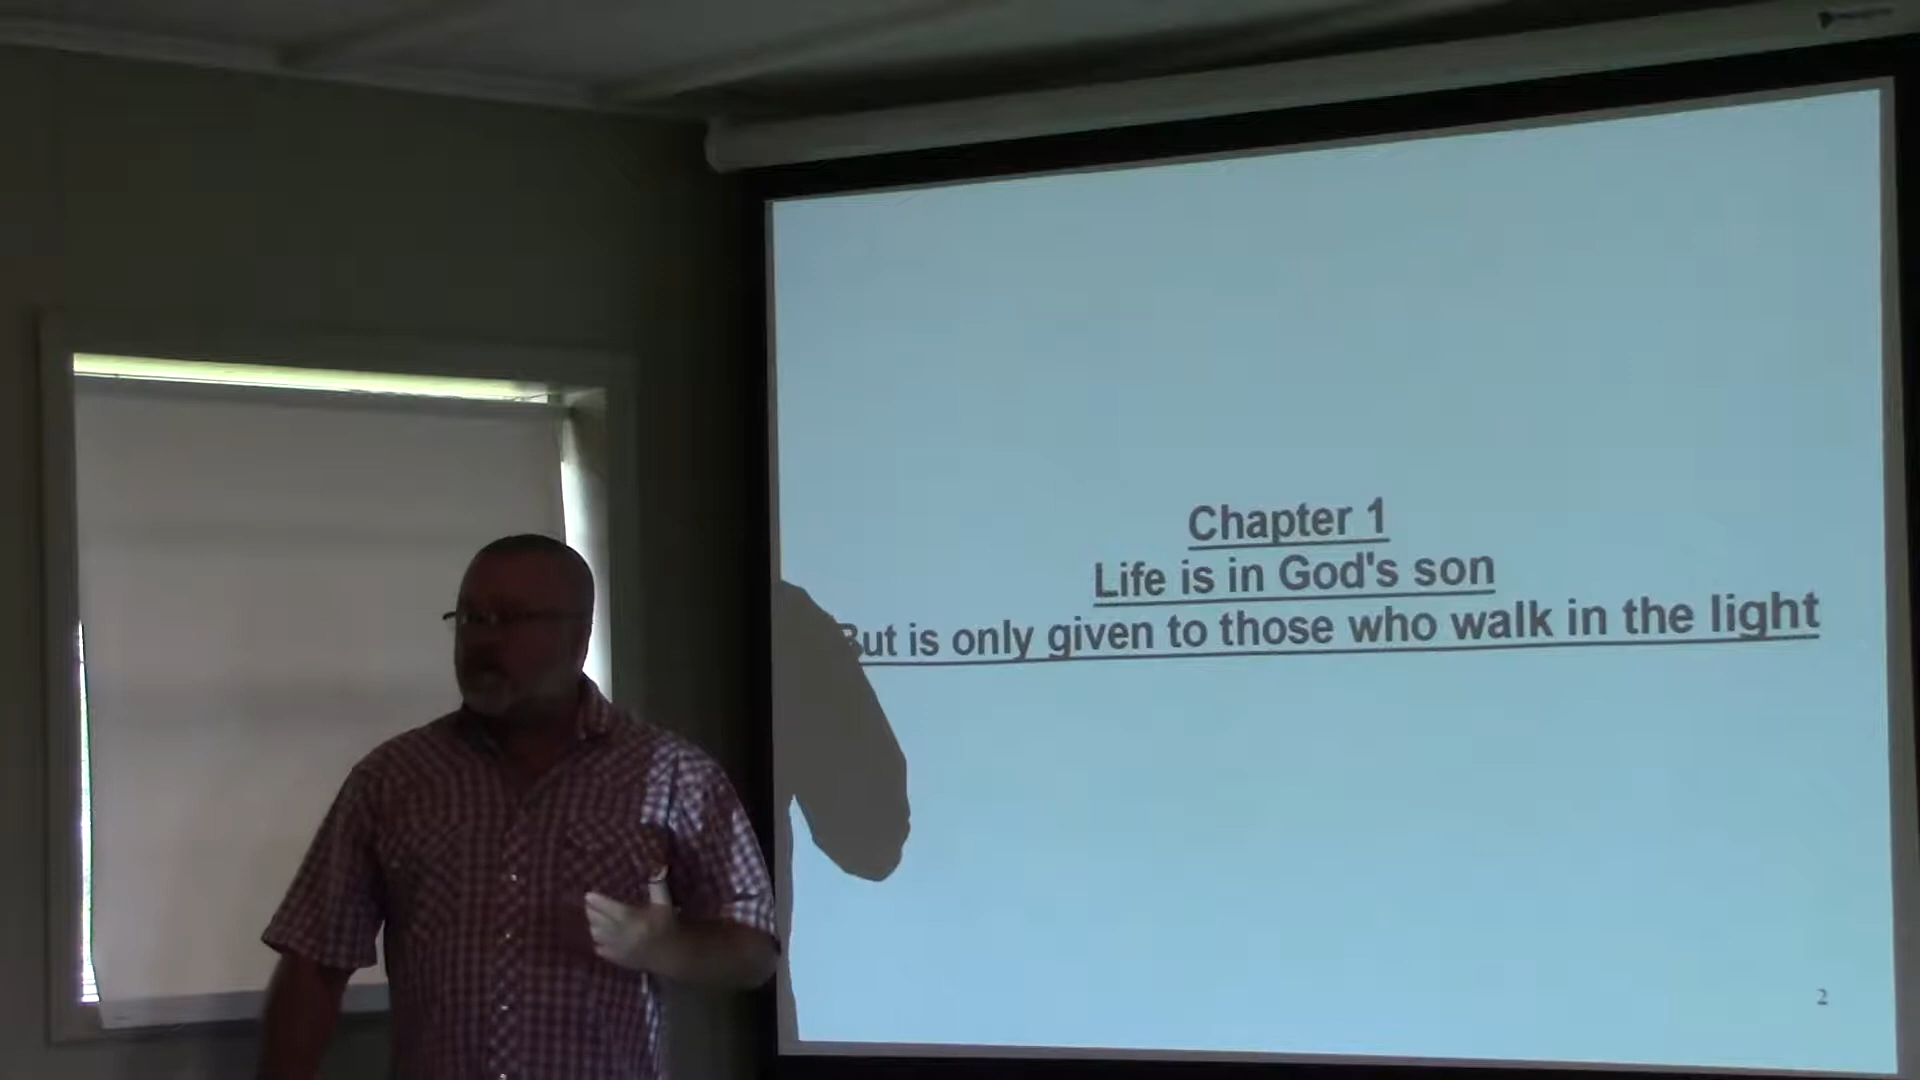 Chapter 1
Life is in God's son
But is only given to those who walk in the light
2